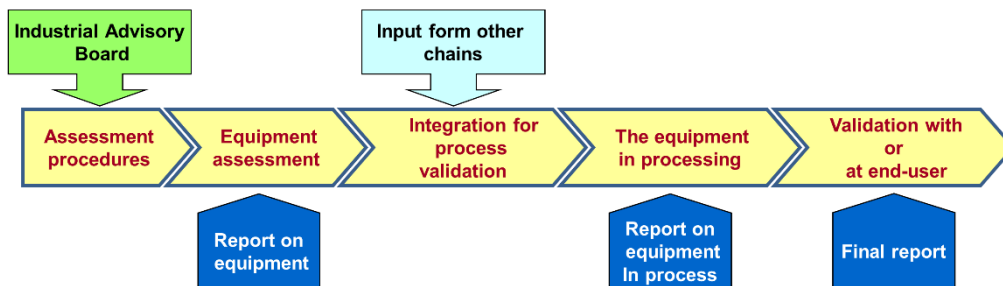 Industrial Advisory
Board
Input form other
chains
Assessment
procedures
Equipment
assessment
Integration for
process
validation
The equipment
in processing
Validation with
or
at end-user
Report on
equipment
Report on
equipment
In process
Final report